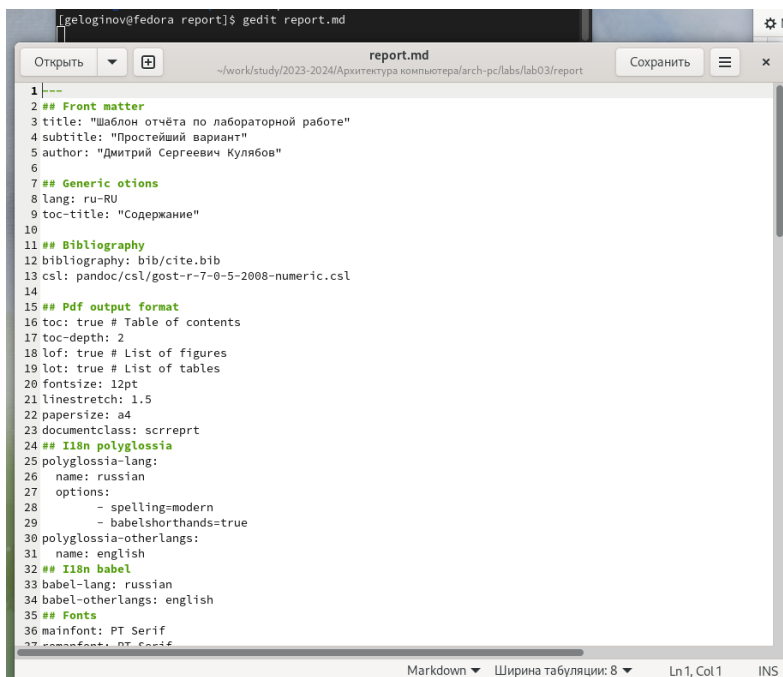 [geloginov@fedora report]$ gedit report.md
Открыть
report.md
~/work/study/2023-2024/Архитектура компьютера/arch-pc/labs/lab03/report
Сохранить
1 ---
2 ## Front matter
3 title: "Шаблон отчёта по лабораторной работе"
4 subtitle: "Простейший вариант"
5 author: "Дмитрий Сергеевич Кулябов"
6
7 ## Generic otions
8 lang: ru-RU
9 toc-title: "Содержание"
10
11 ## Bibliography
12 bibliography: bib/cite.bib
13 csl: pandoc/csl/gost-r-7-0-5-2008-numeric.csl
14
15 ## Pdf output format
16 toc: true # Table of contents
17 toc-depth: 2
18 lof: true # List of figures
19 lot: true # List of tables
20 fontsize: 12pt
21 linestretch: 1.5
22 papersize: a4
23 documentclass: scrreprt
24 ## I18n polyglossia
25 polyglossia-lang:
26   name: russian
27   options:
28         - spelling=modern
29         - babelshorthands=true
30 polyglossia-otherlangs:
31   name: english
32 ## I18n babel
33 babel-lang: russian
34 babel-otherlangs: english
35 ## Fonts
36 mainfont: PT Serif
37 romanfont: PT Serif
Markdown Ширина табуляции: 8 Ln 1, Col 1 INS